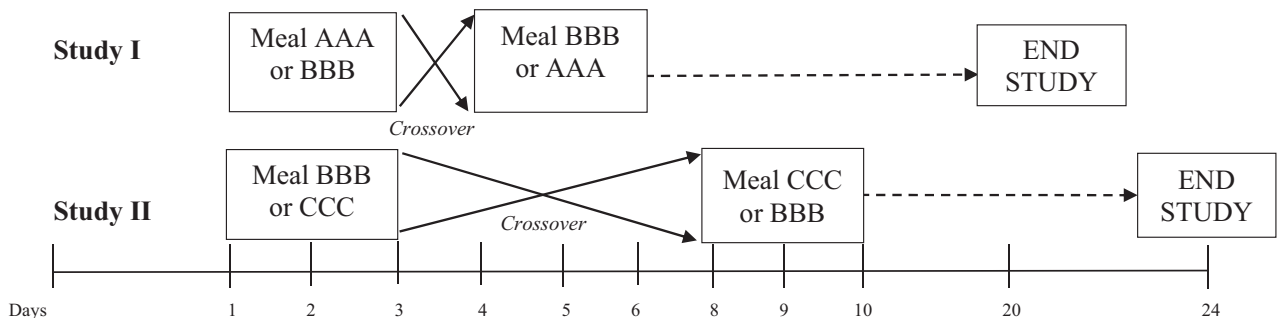 Study I
Meal AAA
or BBB
Meal BBB
or AAA
END
STUDY
Crossover
Study II
Meal BBB
or CCC
Crossover
Meal CCC
or BBB
END
STUDY
Days 1 2 3 4 5 6 8 9 10 20 24